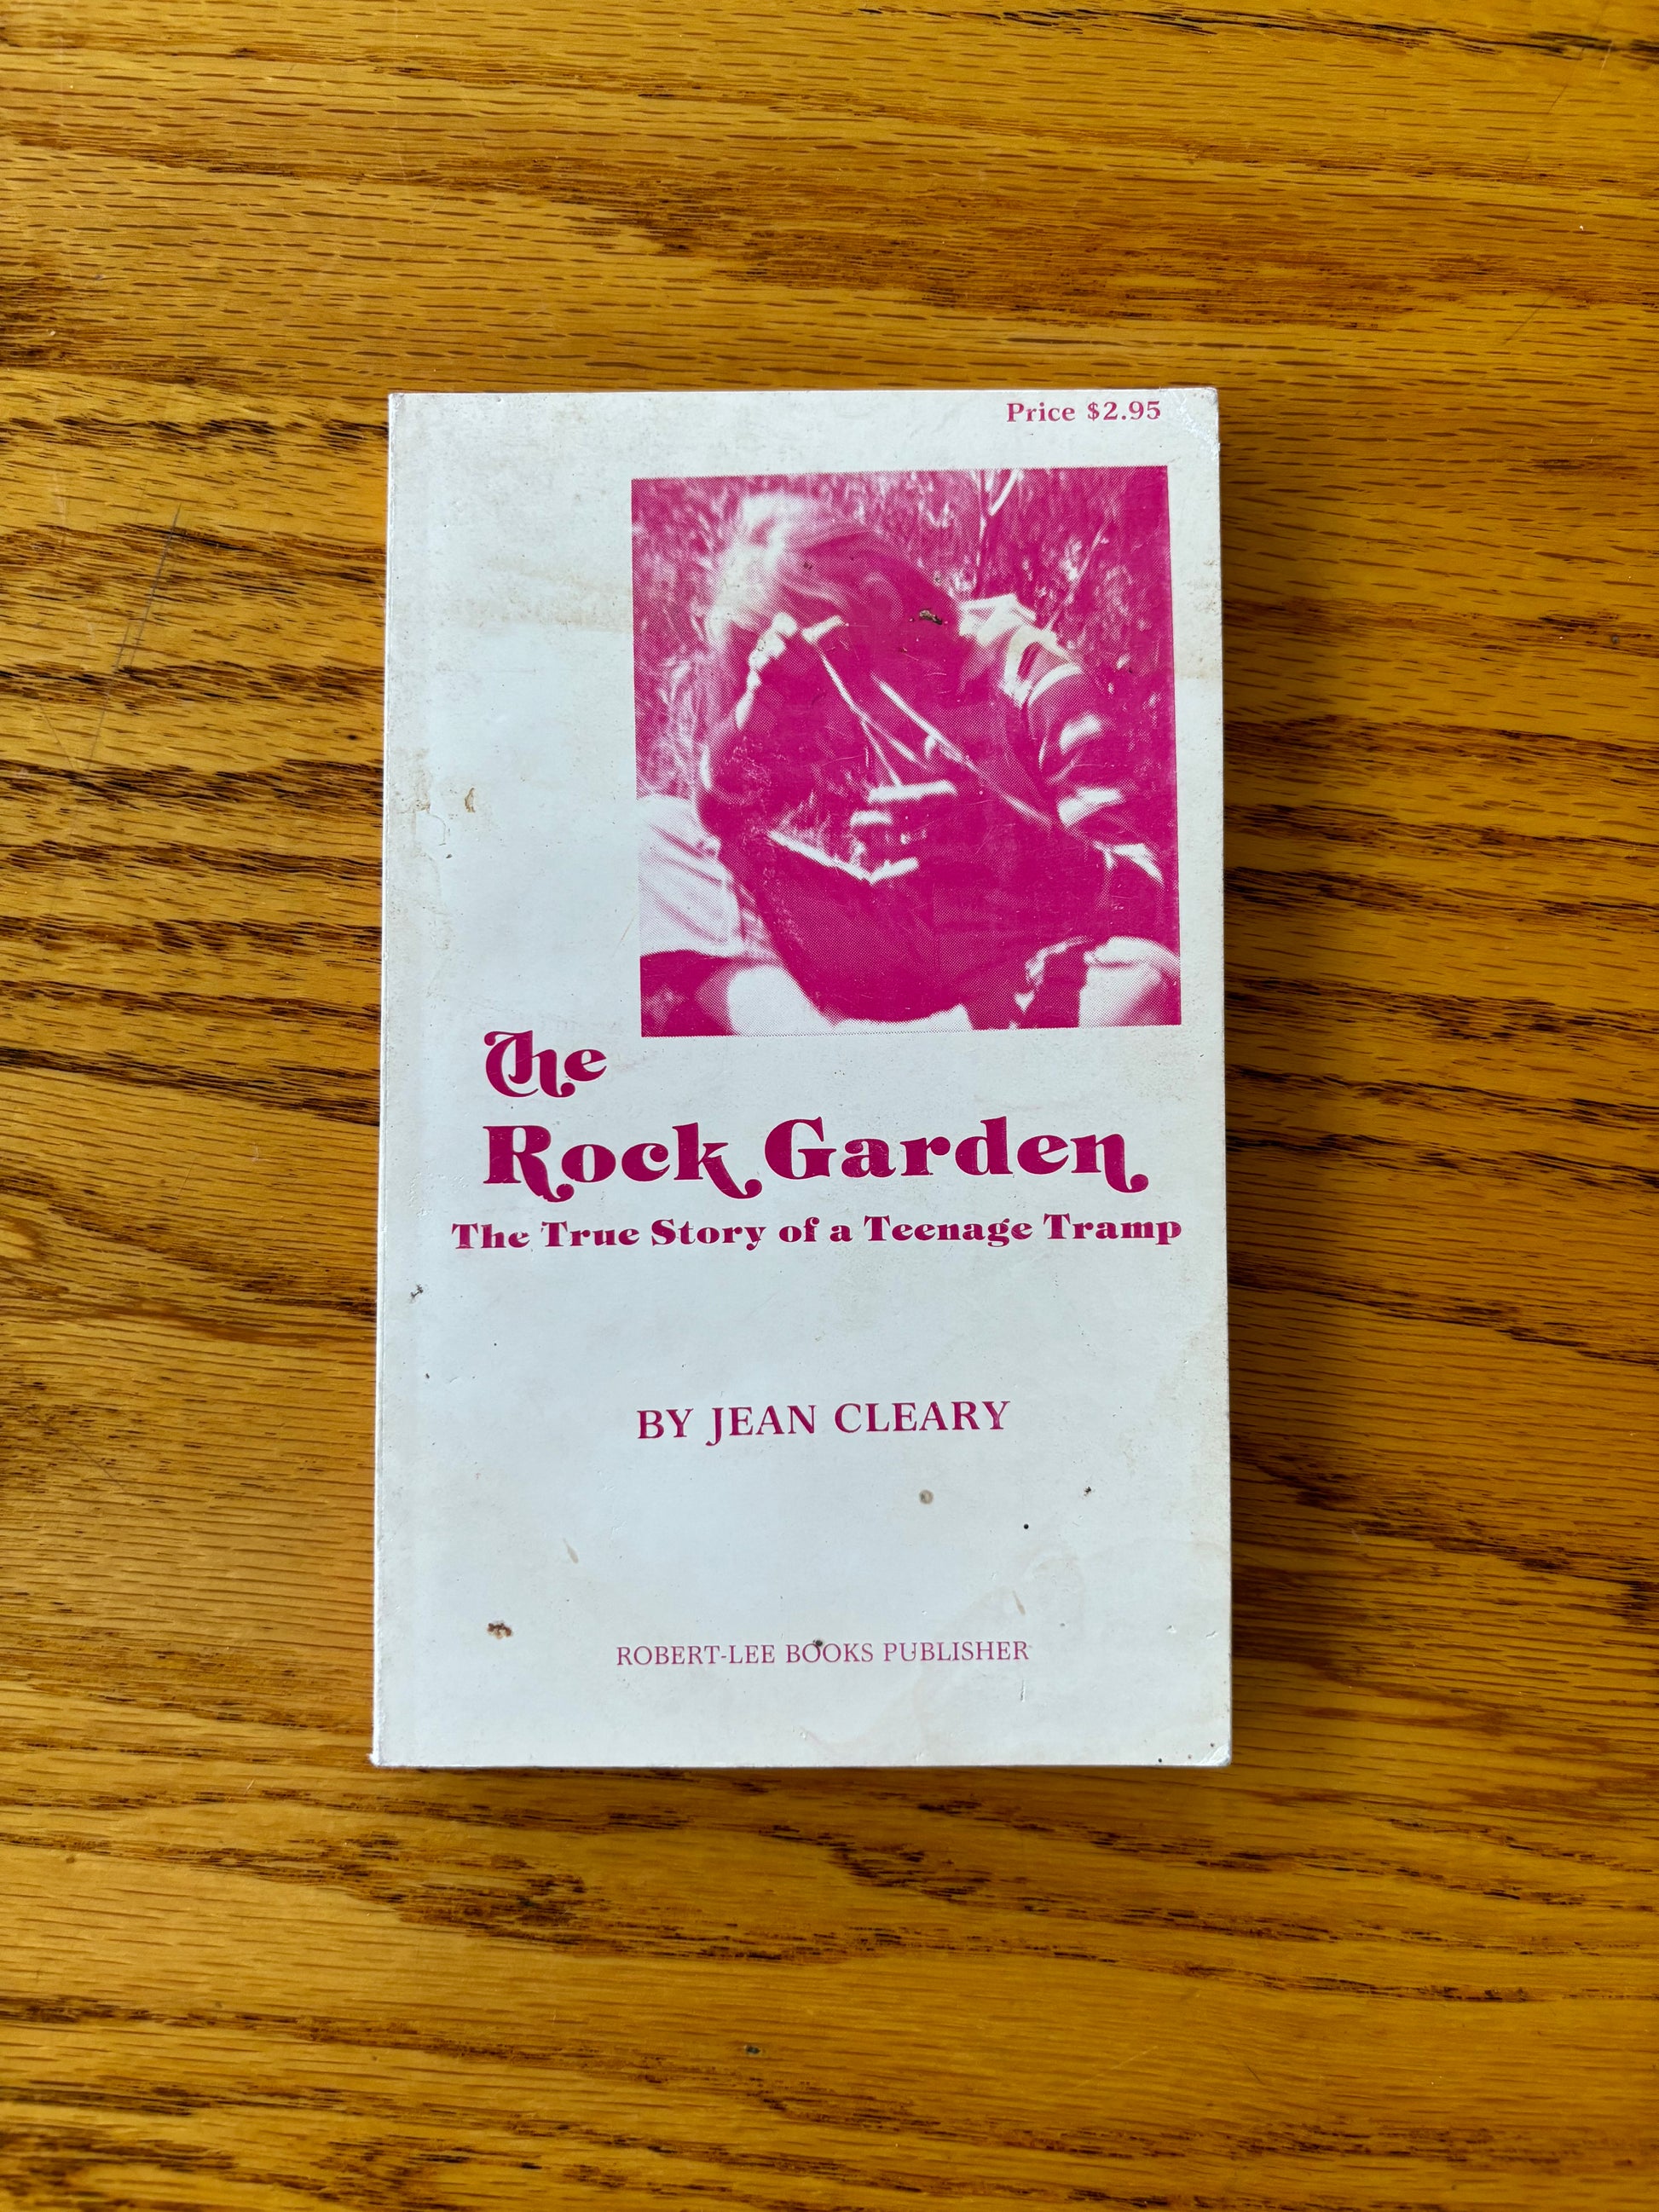 Price $2.95
The
Rock Garden
The True Story of a Teenage Tramp
BY JEAN CLEARY
ROBERT-LEE BOOKS PUBLISHER